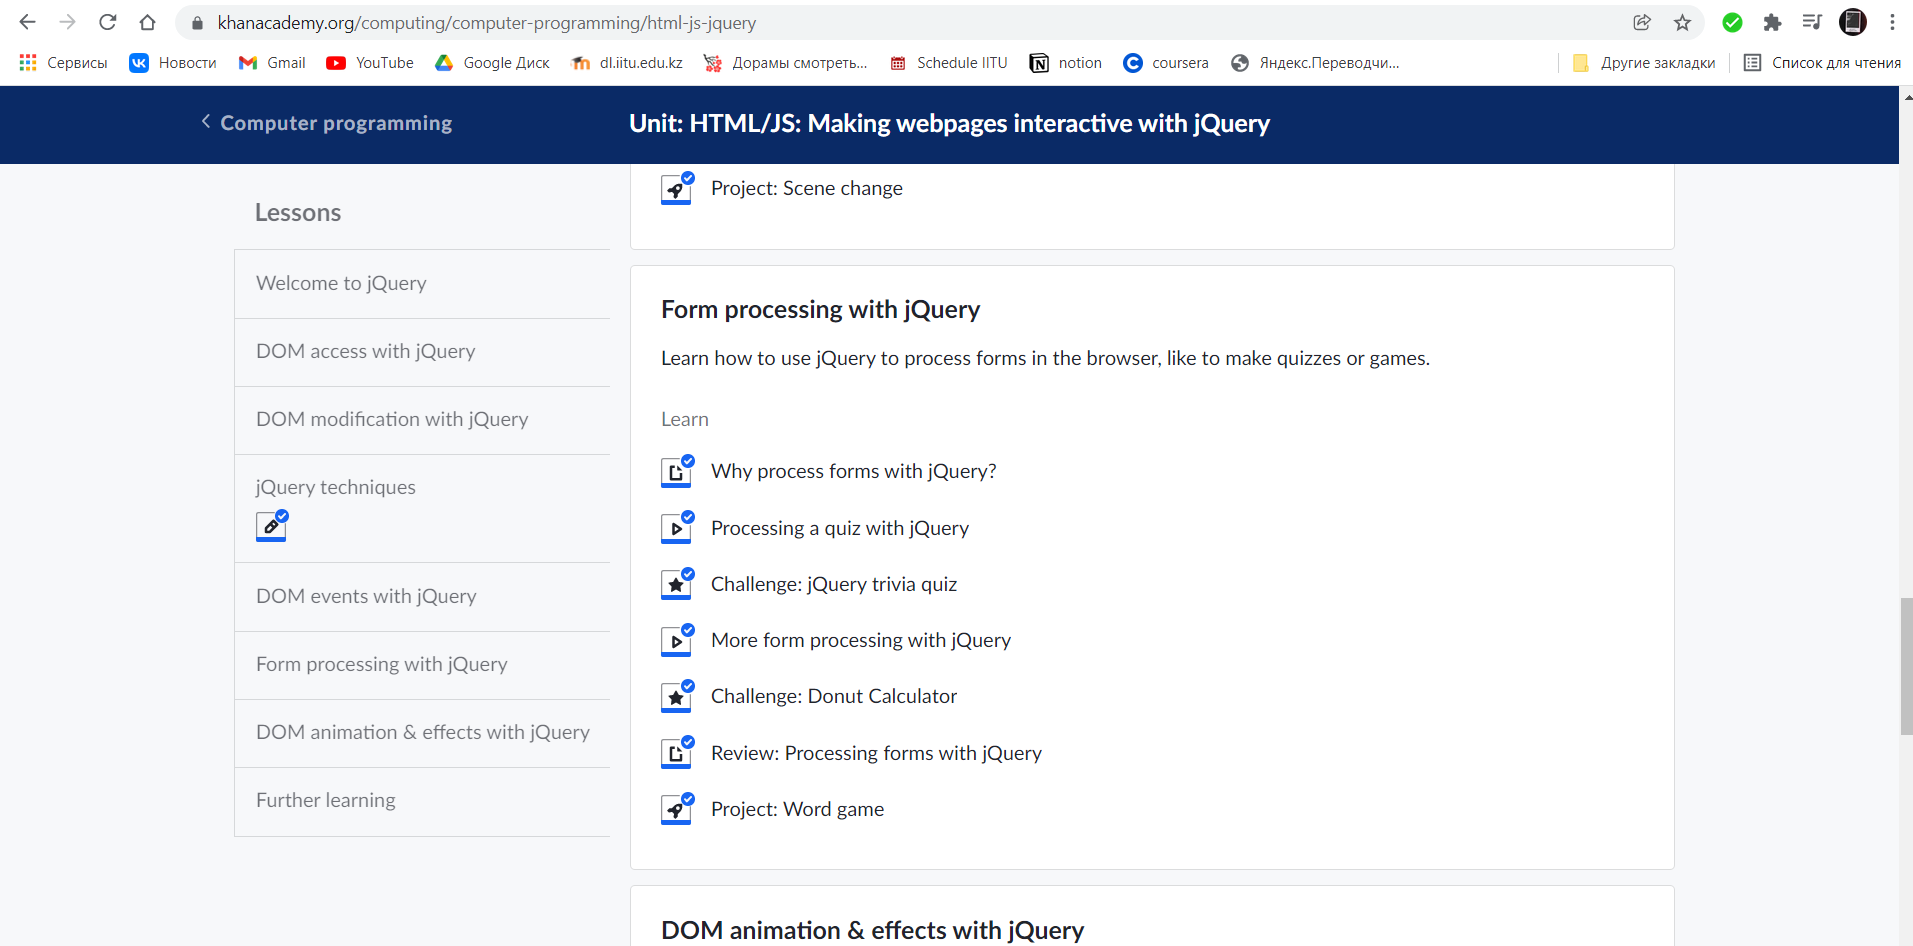 khanacademy.org/computing/computer-programming/html-js-jquery
Сервисы Новости Gmail YouTube Google Диск dl.iitu.edu.kz Дорамы смотреть... Schedule IITU notion coursera Яндекс.Переводчи... Другие закладки Список для чтения
Computer programming
Unit: HTML/JS: Making webpages interactive with jQuery
Lessons
Welcome to jQuery
DOM access with jQuery
DOM modification with jQuery
jQuery techniques
DOM events with jQuery
Form processing with jQuery
DOM animation & effects with jQuery
Further learning
Project: Scene change
Form processing with jQuery
Learn how to use jQuery to process forms in the browser, like to make quizzes or games.
Learn
Why process forms with jQuery?
Processing a quiz with jQuery
Challenge: jQuery trivia quiz
More form processing with jQuery
Challenge: Donut Calculator
Review: Processing forms with jQuery
Project: Word game
DOM animation & effects with jQuery